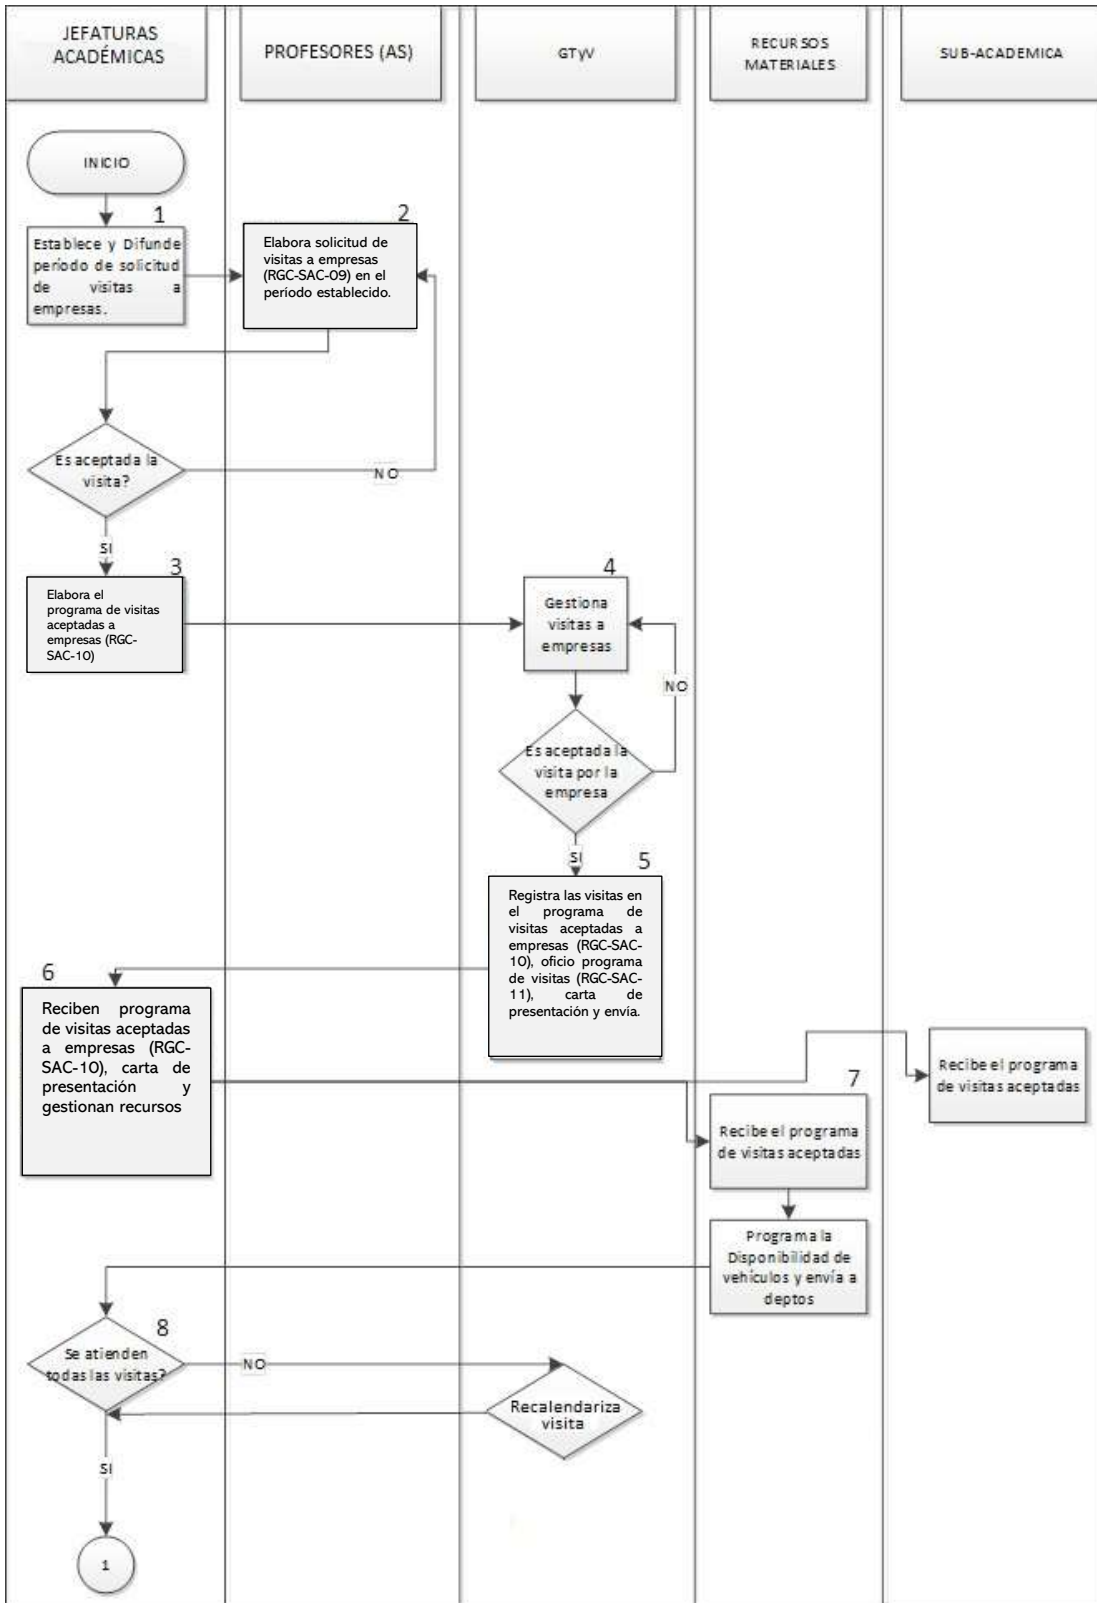 JEFATURAS
ACADÉMICAS
PROFESORES (AS)
GTyV
RECURSOS
MATERIALES
SUB-ACADEMICA
INICIO
1
Establece y Difunde
período de solicitud
de visitas a
empresas.
2
Elabora solicitud de
visitas a empresas
(RGC-SAC-09) en el
período establecido.
Es aceptada la
visita?
NO
SI
3
Elabora el
programa de visitas
aceptadas a
empresas (RGC-
SAC-10)
4
Gestiona
visitas a
empresas
NO
Es aceptada la
visita por la
empresa
SI
5
Registra las visitas en
el programa de
visitas aceptadas a
empresas (RGC-SAC-
10), oficio programa
de visitas (RGC-SAC-
11), carta de
presentación y envía.
6
Reciben programa
de visitas aceptadas
a empresas (RGC-
SAC-10), carta de
presentación y
gestionan recursos
Recibe el programa
de visitas aceptadas
7
Recibe el programa
de visitas aceptadas
Programa la
Disponibilidad de
vehículos y envía a
deptos
8
Se atienden
todas las visitas?
NO
Recalendariza
visita
SI
1